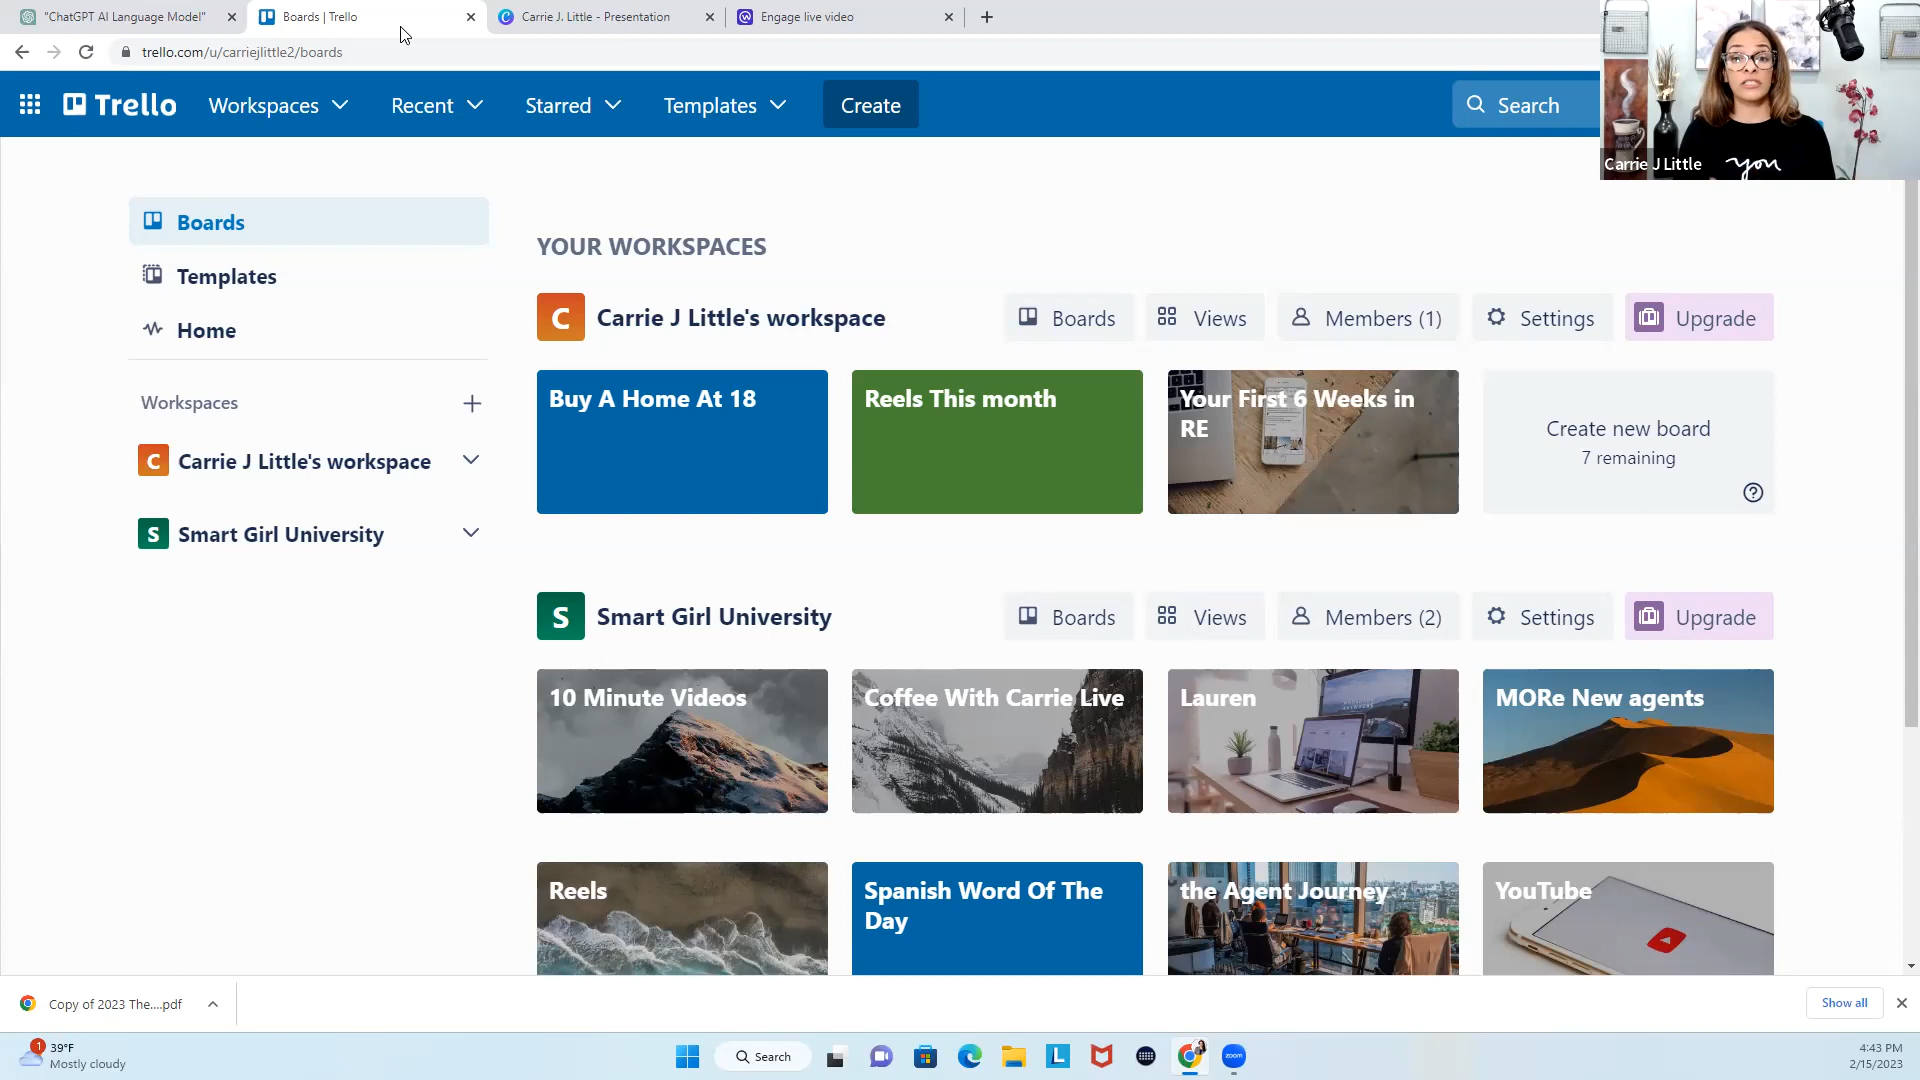 "ChatGPT AI Language Model"
Boards | Trello
Carrie J. Little - Presentation
Engage live video
trello.com/u/carriejlittle2/boards
Trello
Workspaces
Recent
Starred
Templates
Create
Search
Carrie J Little
you
Boards
Templates
Home
Workspaces
C Carrie J Little's workspace
S Smart Girl University
YOUR WORKSPACES
C Carrie J Little's workspace
Boards
Views
Members (1)
Settings
Upgrade
Buy A Home At 18
Reels This month
Your First 6 Weeks in
RE
Create new board
7 remaining
S Smart Girl University
Boards
Views
Members (2)
Settings
Upgrade
10 Minute Videos
Coffee With Carrie Live
Lauren
MORe New agents
Reels
Spanish Word Of The
Day
the Agent Journey
YouTube
Copy of 2023 The....pdf
Show all
1
39°F
Mostly cloudy
Search
L
zoom
4:43 PM
2/15/2023